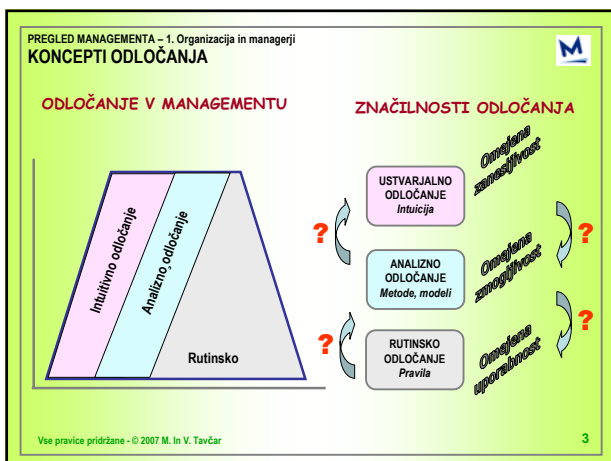 PREGLED MANAGEMENTA – 1. Organizacija in managerji
KONCEPTI ODLOČANJA
M
ODLOČANJE V MANAGEMENTU
Intuitivno odločanje
Analizno odločanje
Rutinsko
ZNAČILNOSTI ODLOČANJA
USTVARJALNO
ODLOČANJE
Intuicija
Omejena
zanesljivost
?
?
ANALIZNO
ODLOČANJE
Metode, modeli
Omejena
zmogljivost
?
?
RUTINSKO
ODLOČANJE
Pravila
Omejena
uporabnost
Vse pravice pridržane - © 2007 M. In V. Tavčar
3